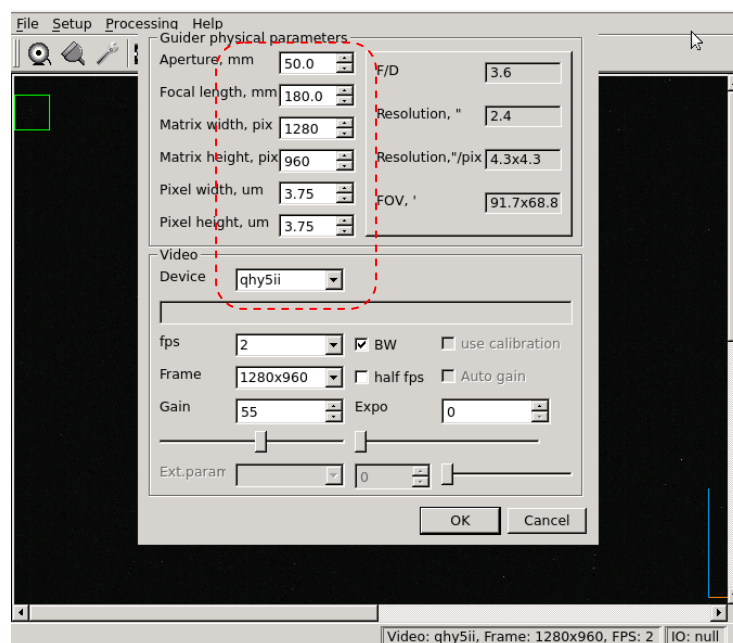 File Setup Processing Help
Guider physical parameters
Aperture, mm 50.0
F/D 3.6
Focal length, mm 180.0
Resolution, " 2.4
Matrix width, pix 1280
Matrix height, pix 960
Resolution,"/pix 4.3x4.3
Pixel width, um 3.75
FOV, ' 91.7x68.8
Pixel height, um 3.75
Video
Device qhy5ii
fps 2 BW use calibration
Frame 1280x960 half fps Auto gain
Gain 55 Expo 0
Ext.param 0
OK Cancel
Video: qhy5ii, Frame: 1280x960, FPS: 2 IO: null